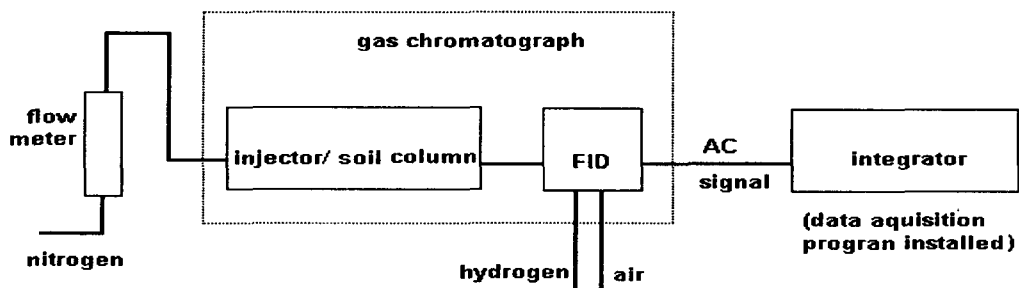 gas chromatograph
flow
meter
injector/ soil column
FID
AC
signal
integrator
(data aquisition
progran installed)
nitrogen
hydrogen
air